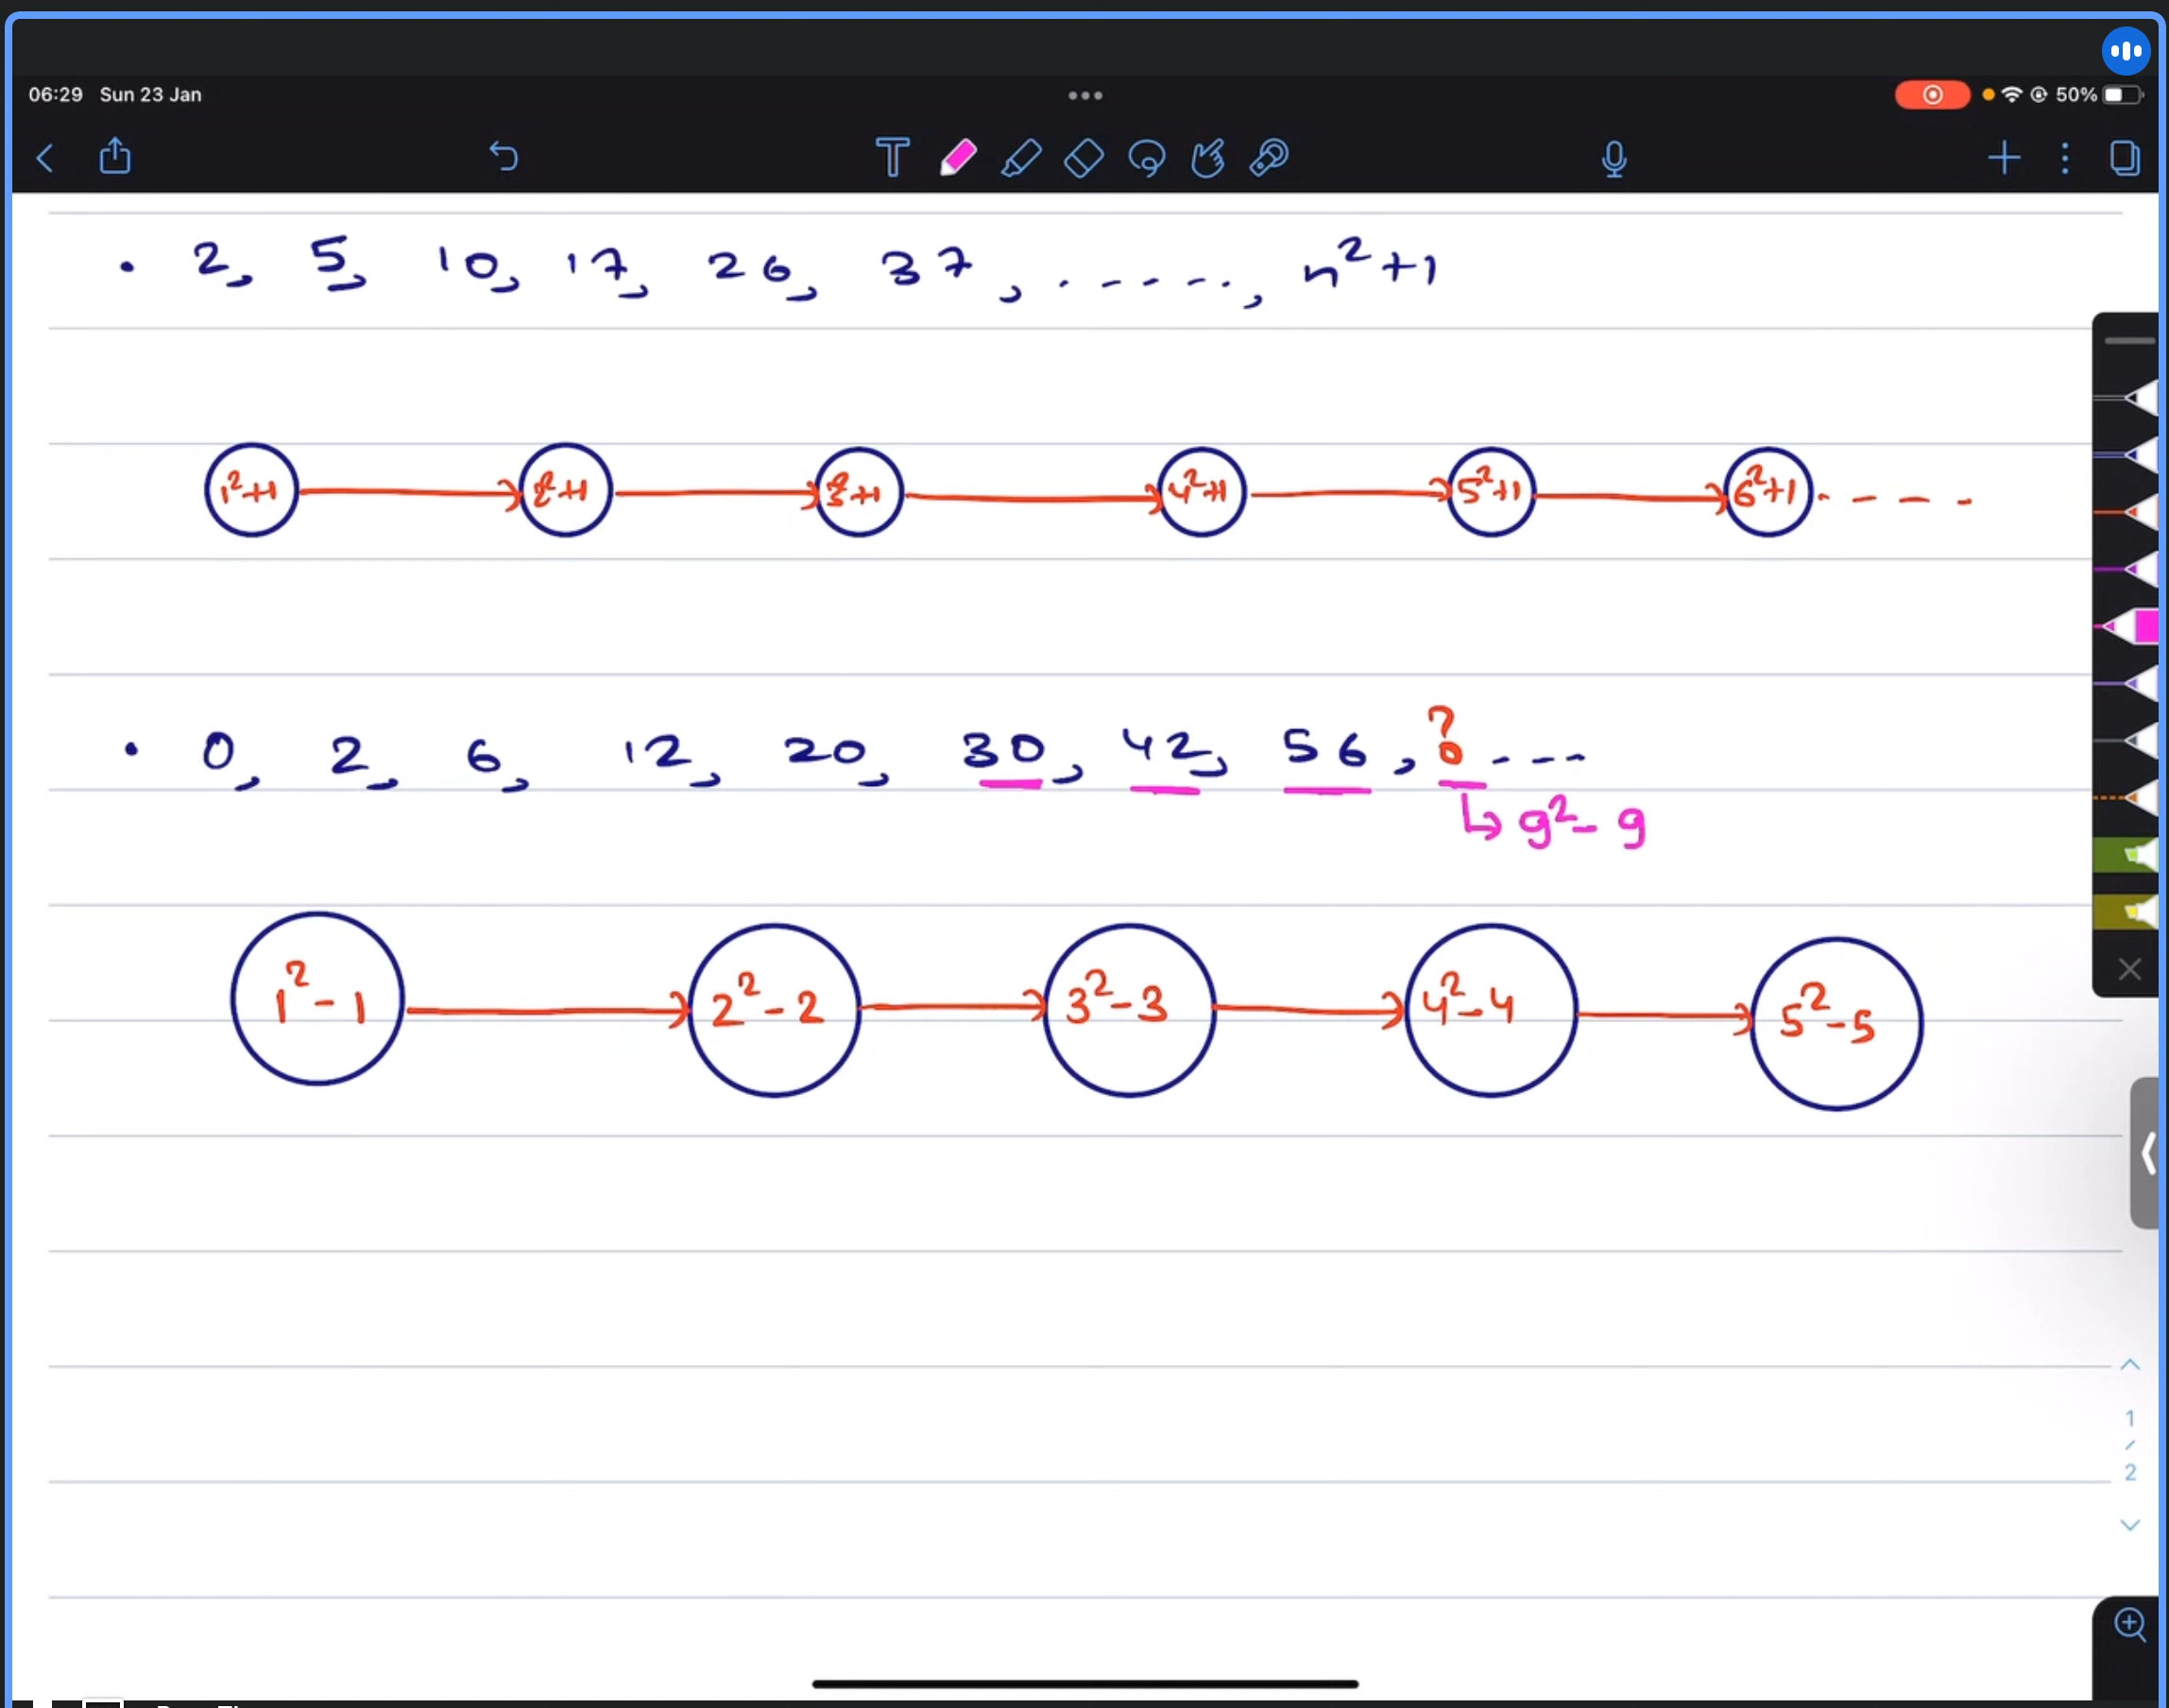 06:29 Sun 23 Jan
50%
T
• 2, 5, 10, 17, 26, 37, ....., n²+1
1²+1 → 2²+1 → 3²+1 → 4²+1 → 5²+1 → 6²+1 - - - -
• 0, 2, 6, 12, 20, 30, 42, 56, ? - - -
↳ 9²- 9
1²-1 → 2²-2 → 3²-3 → 4²-4 → 5²-5
1
/
2